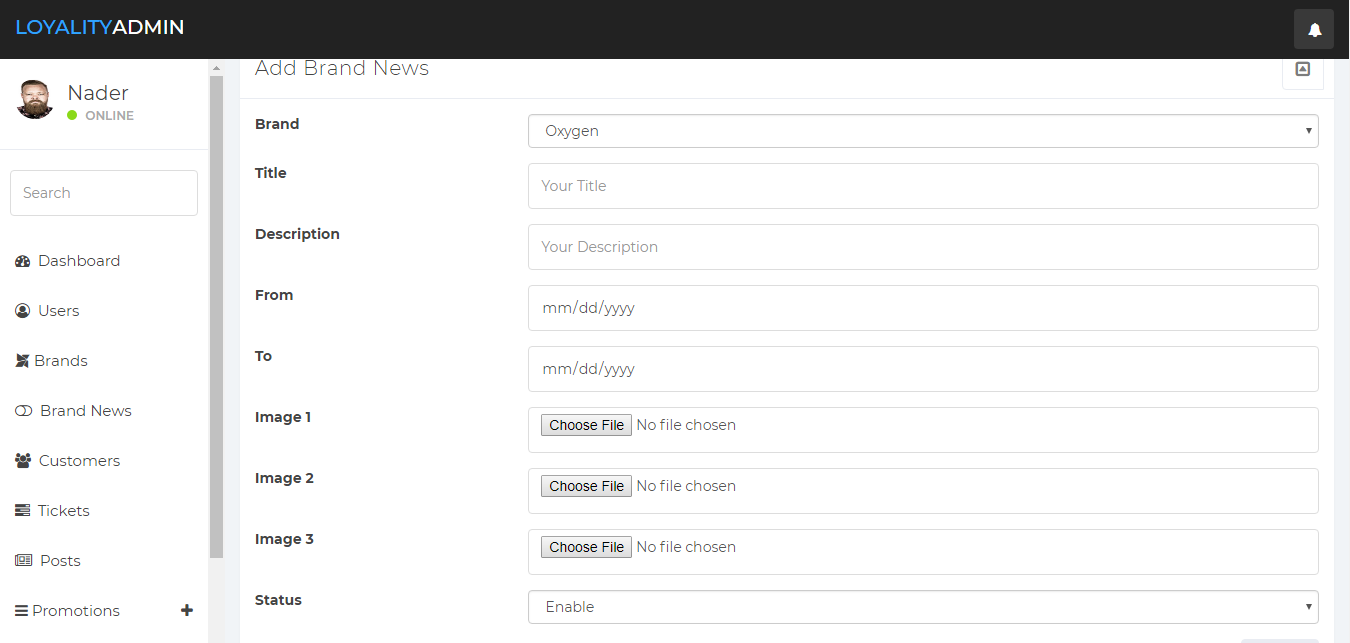 LOYALITYADMIN
Nader
ONLINE
Search
Dashboard
Users
Brands
Brand News
Customers
Tickets
Posts
Promotions
Add Brand News
Brand
Oxygen
Title
Your Title
Description
Your Description
From
mm/dd/yyyy
To
mm/dd/yyyy
Image 1
Choose File No file chosen
Image 2
Choose File No file chosen
Image 3
Choose File No file chosen
Status
Enable